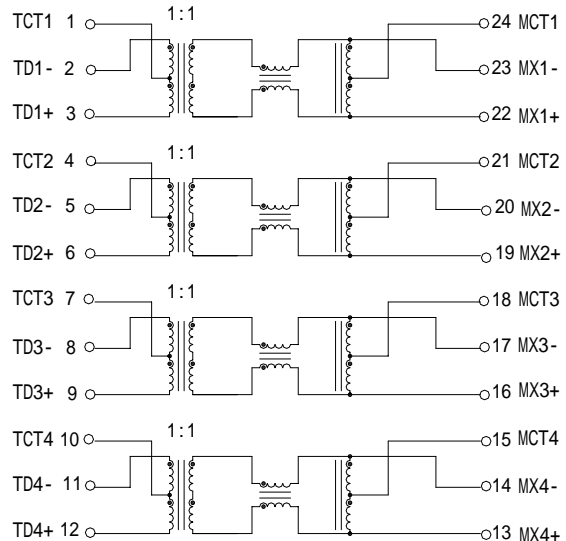 1:1
TCT1 1 24 MCT1
TD1- 2 23 MX1-
TD1+ 3 22 MX1+
1:1
TCT2 4 21 MCT2
TD2- 5 20 MX2-
TD2+ 6 19 MX2+
1:1
TCT3 7 18 MCT3
TD3- 8 17 MX3-
TD3+ 9 16 MX3+
1:1
TCT4 10 15 MCT4
TD4- 11 14 MX4-
TD4+ 12 13 MX4+